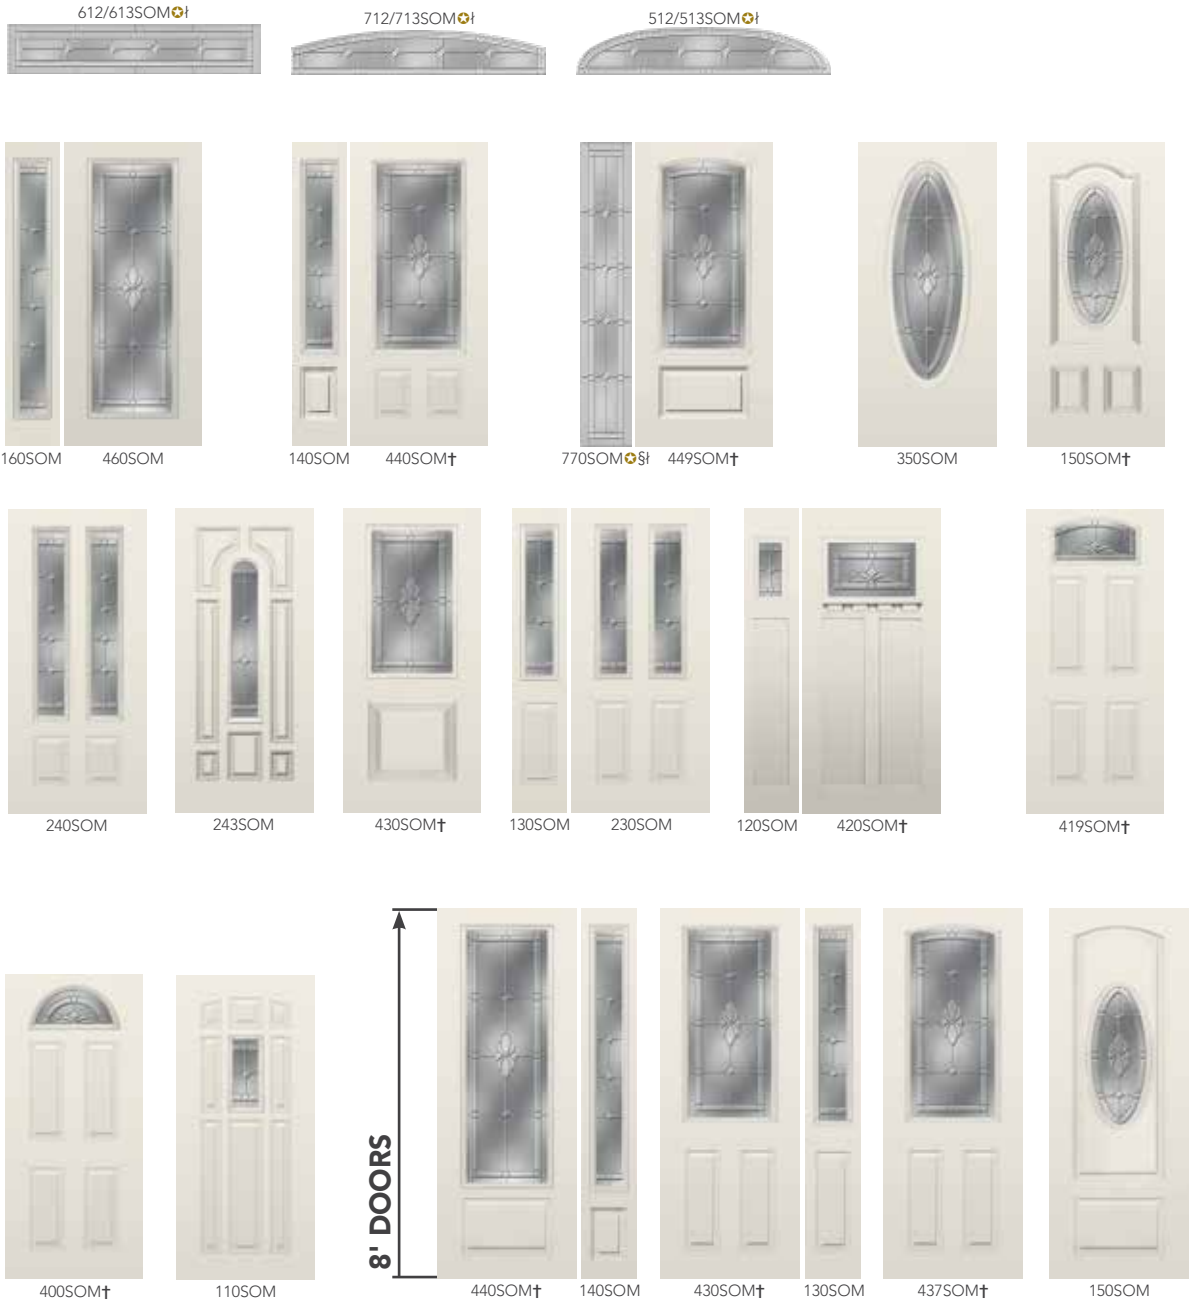 612/613SOM✪ł
712/713SOM✪ł
512/513SOM✪ł
160SOM
460SOM
140SOM
440SOM†
770SOM✪§ł
449SOM†
350SOM
150SOM†
240SOM
243SOM
430SOM†
130SOM
230SOM
120SOM
420SOM†
419SOM†
400SOM†
110SOM
8' DOORS
440SOM†
140SOM
430SOM†
130SOM
437SOM†
150SOM